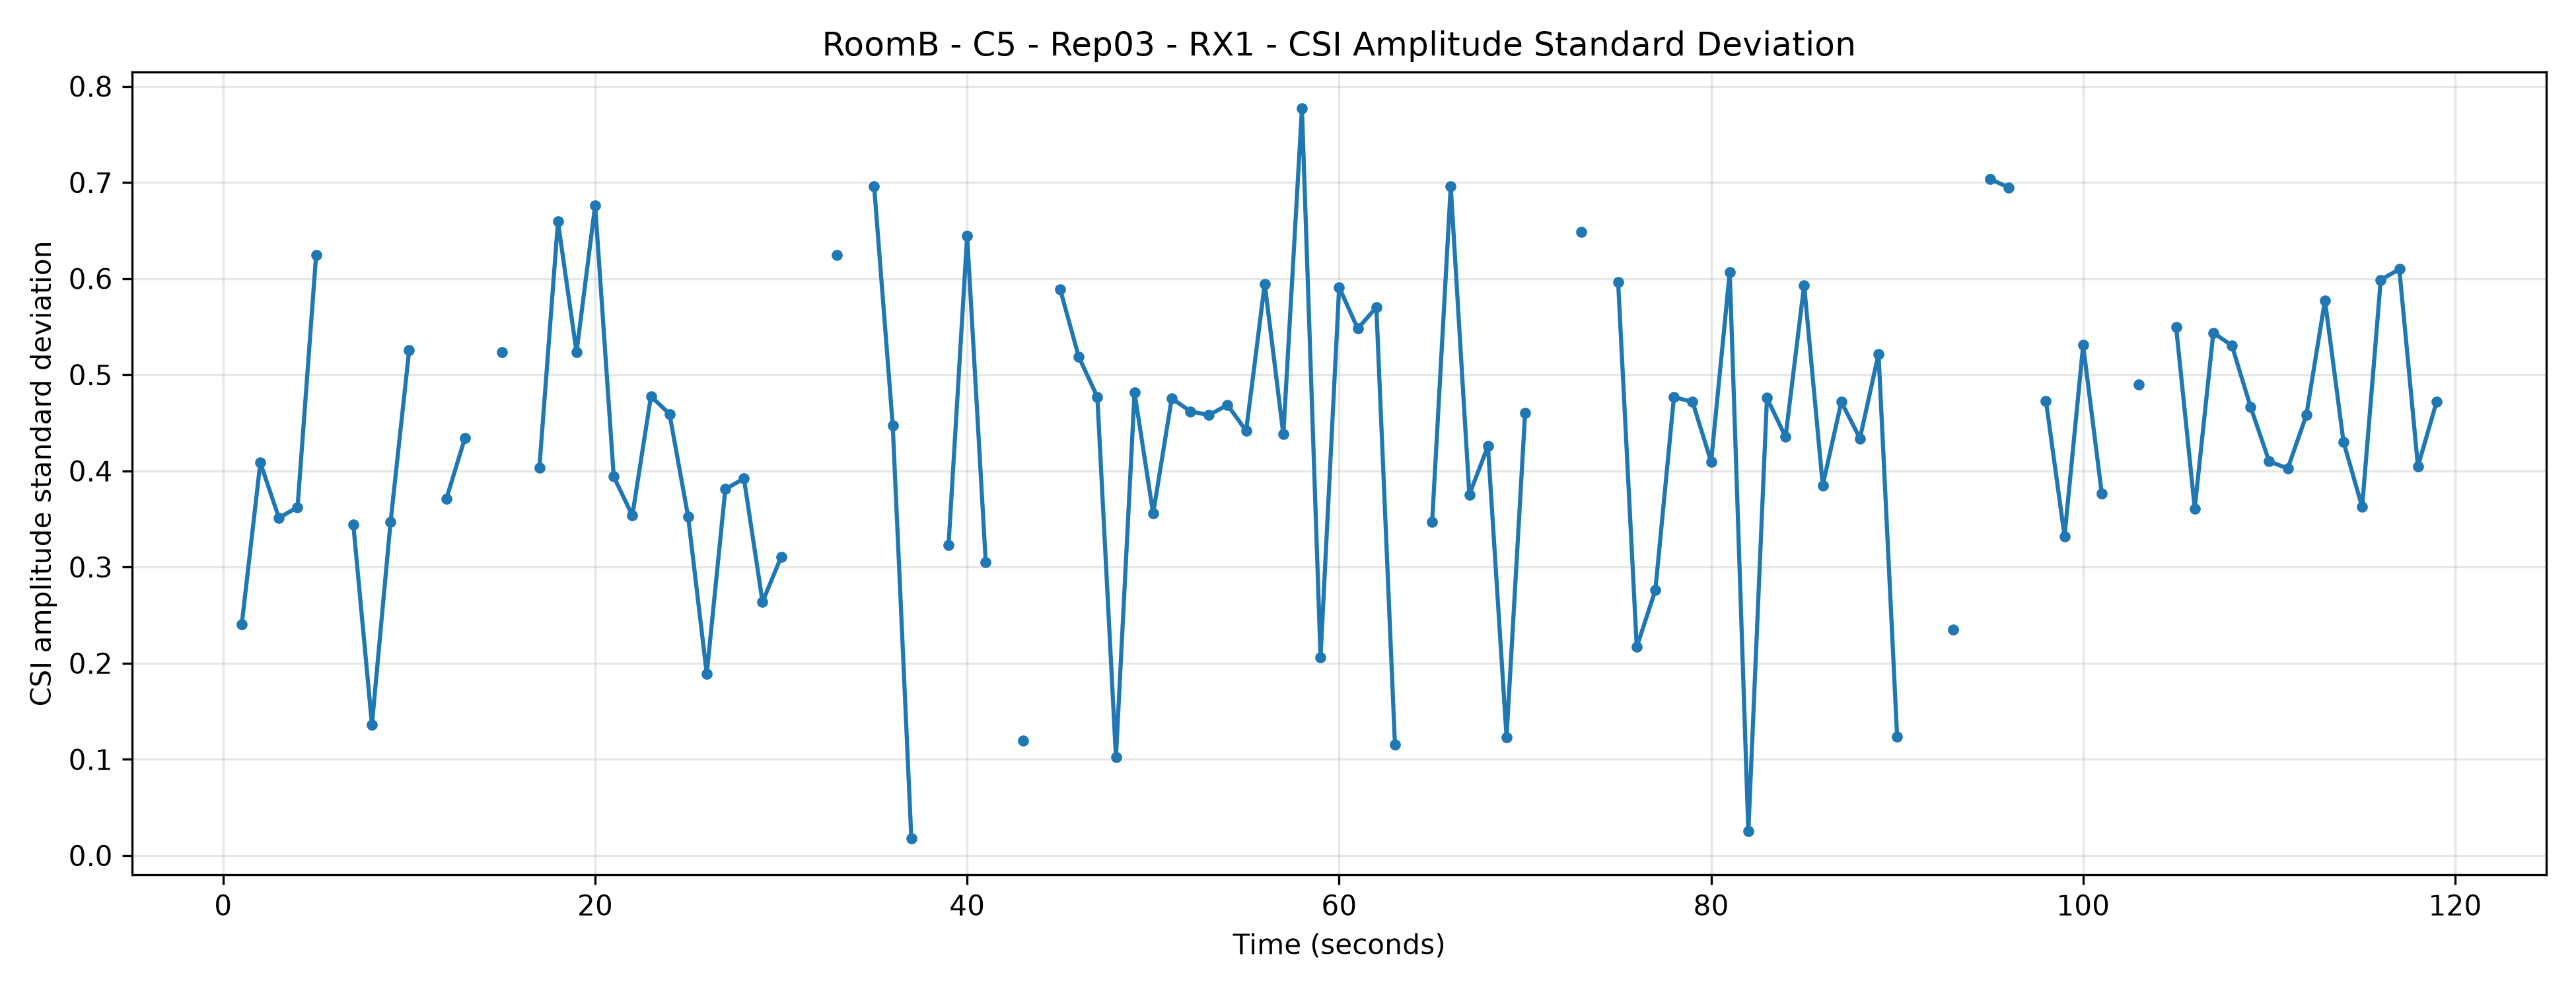 RoomB - C5 - Rep03 - RX1 - CSI Amplitude Standard Deviation
CSI amplitude standard deviation
0.8
0.7
0.6
0.5
0.4
0.3
0.2
0.1
0.0
0 20 40 60 80 100 120
Time (seconds)